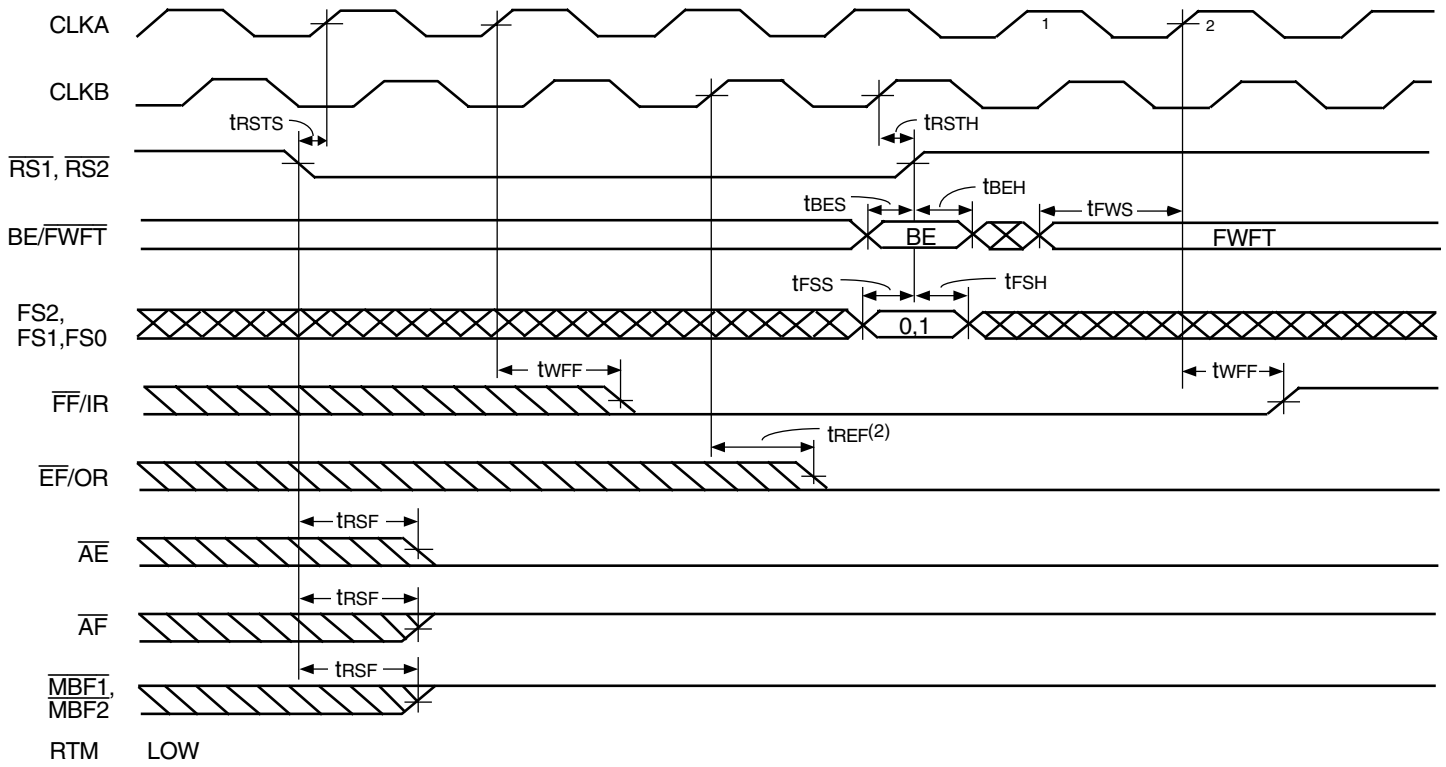 CLKA
1
2
CLKB
tRSTS
tRSTH
RS1, RS2
tBES
tBEH
tFWS
BE/FWFT
BE
FWFT
tFSS
tFSH
FS2,
FS1,FS0
0,1
tWFF
tWFF
FF/IR
tREF(2)
EF/OR
tRSF
AE
tRSF
AF
tRSF
MBF1,
MBF2
RTM LOW